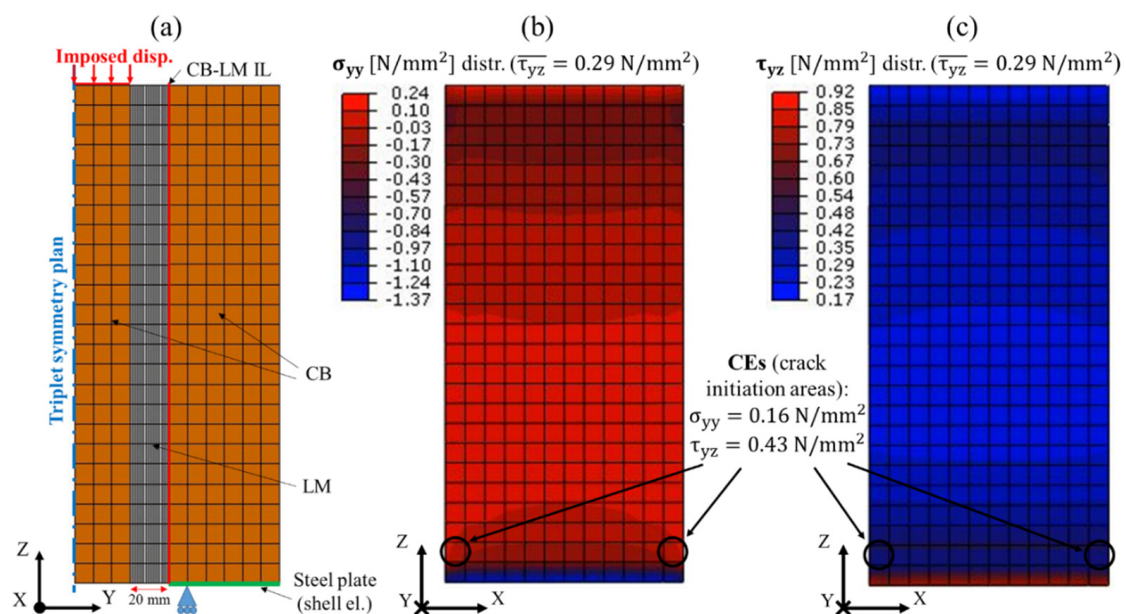 (a)
Imposed disp.
CB-LM IL
Triplet symmetry plan
CB
LM
Z
X
Y
20 mm
Steel plate
(shell el.)
(b)
σyy [N/mm²] distr. (τyz̅ = 0.29 N/mm²)
0.24
0.10
-0.03
-0.17
-0.30
-0.43
-0.57
-0.70
-0.84
-0.97
-1.10
-1.24
-1.37
CEs (crack
initiation areas):
σyy = 0.16 N/mm²
τyz = 0.43 N/mm²
Z
Y
X
(c)
τyz [N/mm²] distr. (τyz̅ = 0.29 N/mm²)
0.92
0.85
0.79
0.73
0.67
0.60
0.54
0.48
0.42
0.35
0.29
0.23
0.17
Z
Y
X